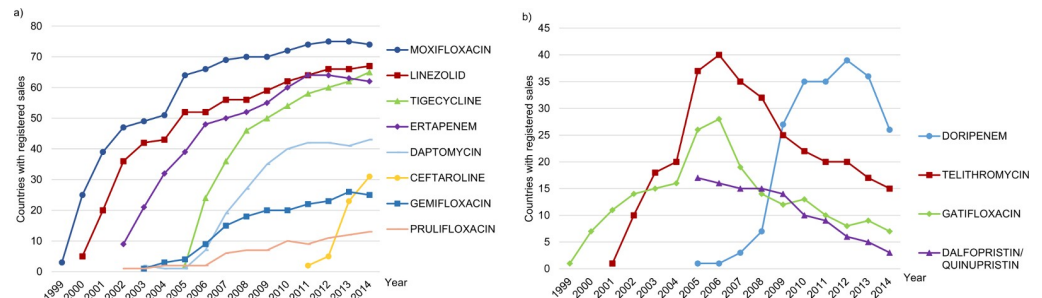 a)
Countries with registered sales
80
70
60
50
40
30
20
10
0
1999
2000
2001
2002
2003
2004
2005
2006
2007
2008
2009
2010
2011
2012
2013
2014
Year
MOXIFLOXACIN
LINEZOLID
TIGECYCLINE
ERTAPENEM
DAPTOMYCIN
CEFTAROLINE
GEMIFLOXACIN
PRULIFLOXACIN
b)
Countries with registered sales
45
40
35
30
25
20
15
10
5
0
1999
2000
2001
2002
2003
2004
2005
2006
2007
2008
2009
2010
2011
2012
2013
2014
Year
DORIPENEM
TELITHROMYCIN
GATIFLOXACIN
DALFOPRISTIN/
QUINUPRISTIN